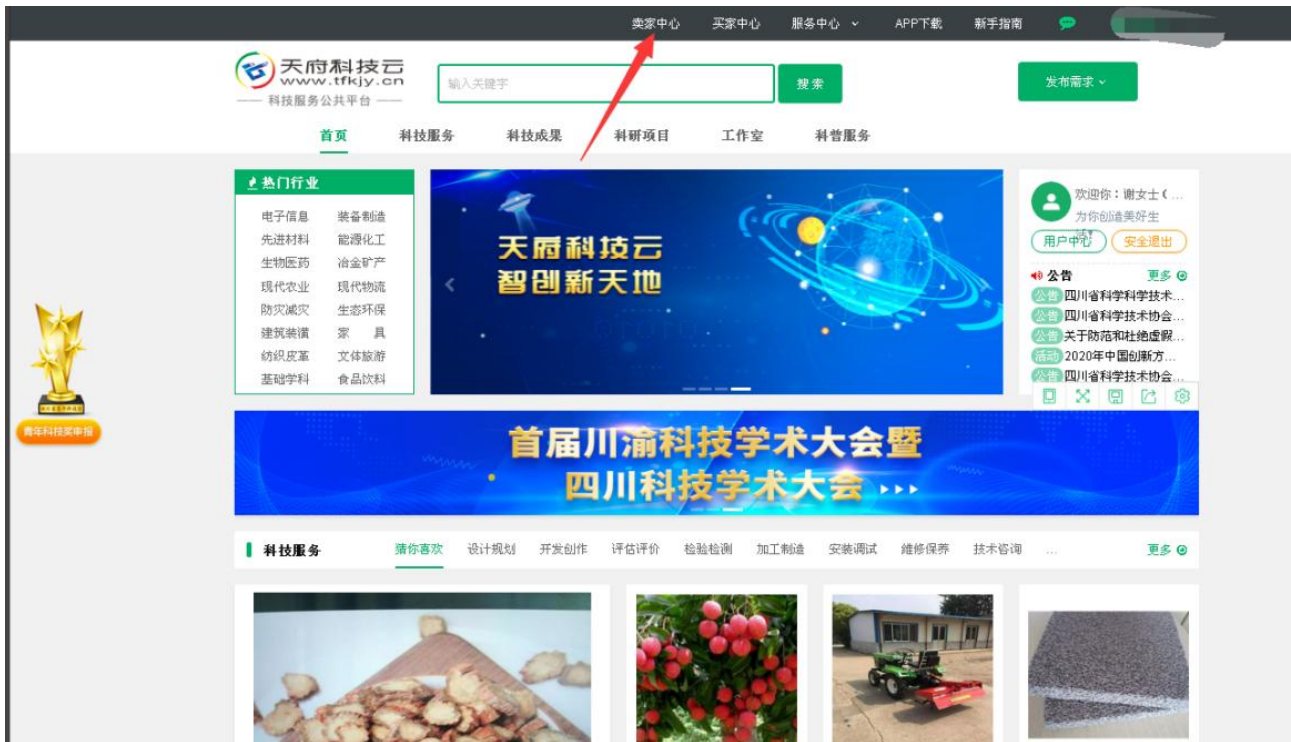 卖家中心 买家中心 服务中心 APP下载 新手指南
天府科技云
www.tfkjy.cn
科技服务公共平台
输入关键字
搜索
发布需求
首页 科技服务 科技成果 科研项目 工作室 科普服务
热门行业
电子信息 装备制造
先进材料 能源化工
生物医药 冶金矿产
现代农业 现代物流
防灾减灾 生态环保
建筑装潢 家 具
纺织皮革 文体旅游
基础学科 食品饮料
天府科技云
智创新天地
欢迎你：谢女士(...
为你创造美好生
用户中心 安全退出
公告 更多
公告 四川省科学科学技术...
公告 四川省科学技术协会...
公告 关于防范和杜绝虚假...
活动 2020年中国创新方...
公告 四川省科学技术协会...
青年科技奖申报
首届川渝科技学术大会暨
四川科技学术大会
科技服务 猜你喜欢 设计规划 开发创作 评估评价 检验检测 加工制造 安装调试 维修保养 技术咨询 ... 更多